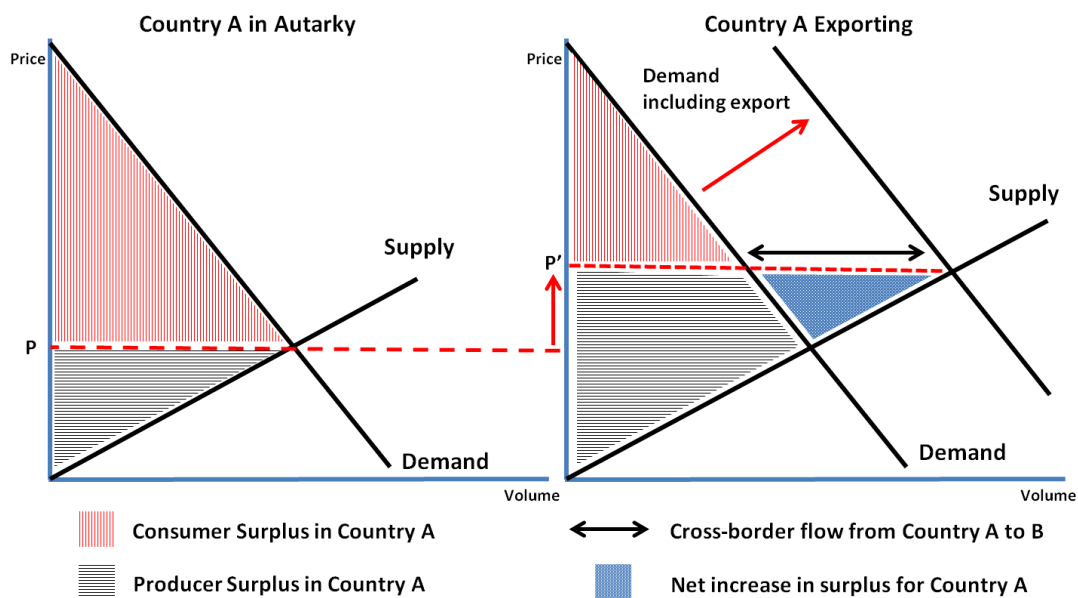 Country A in Autarky
Price
Supply
P
Demand
Volume
Country A Exporting
Price
Demand
including export
Supply
P’
Demand
Volume
Consumer Surplus in Country A
Producer Surplus in Country A
Cross-border flow from Country A to B
Net increase in surplus for Country A